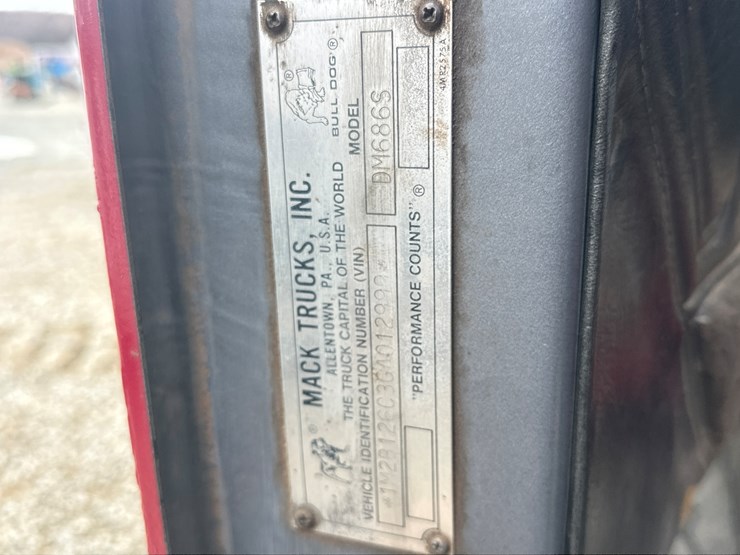 MACK TRUCKS, INC.
ALLENTOWN, PA., U.S.A.
THE TRUCK CAPITAL OF THE WORLD
BULL DOG ®
VEHICLE IDENTIFICATION NUMBER (VIN)
MODEL
DM686S
"PERFORMANCE COUNTS" ®
4MR2575A